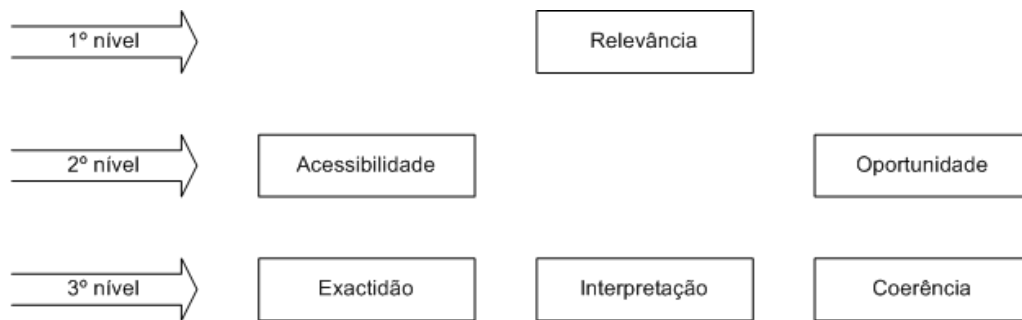 1º nível
Relevância
2º nível
Acessibilidade
Oportunidade
3º nível
Exactidão
Interpretação
Coerência